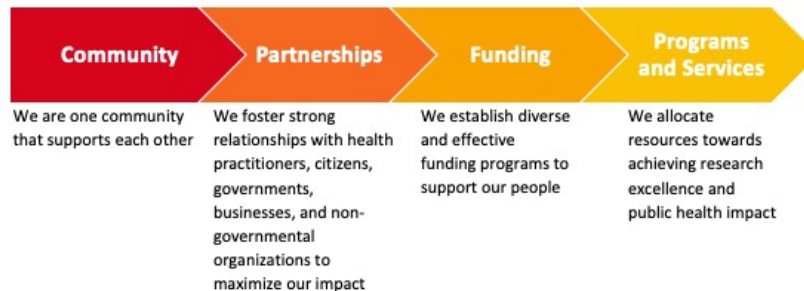 Community
We are one community
that supports each other
Partnerships
We foster strong
relationships with health
practitioners, citizens,
governments,
businesses, and non-
governmental
organizations to
maximize our impact
Funding
We establish diverse
and effective
funding programs to
support our people
Programs
and Services
We allocate
resources towards
achieving research
excellence and
public health impact